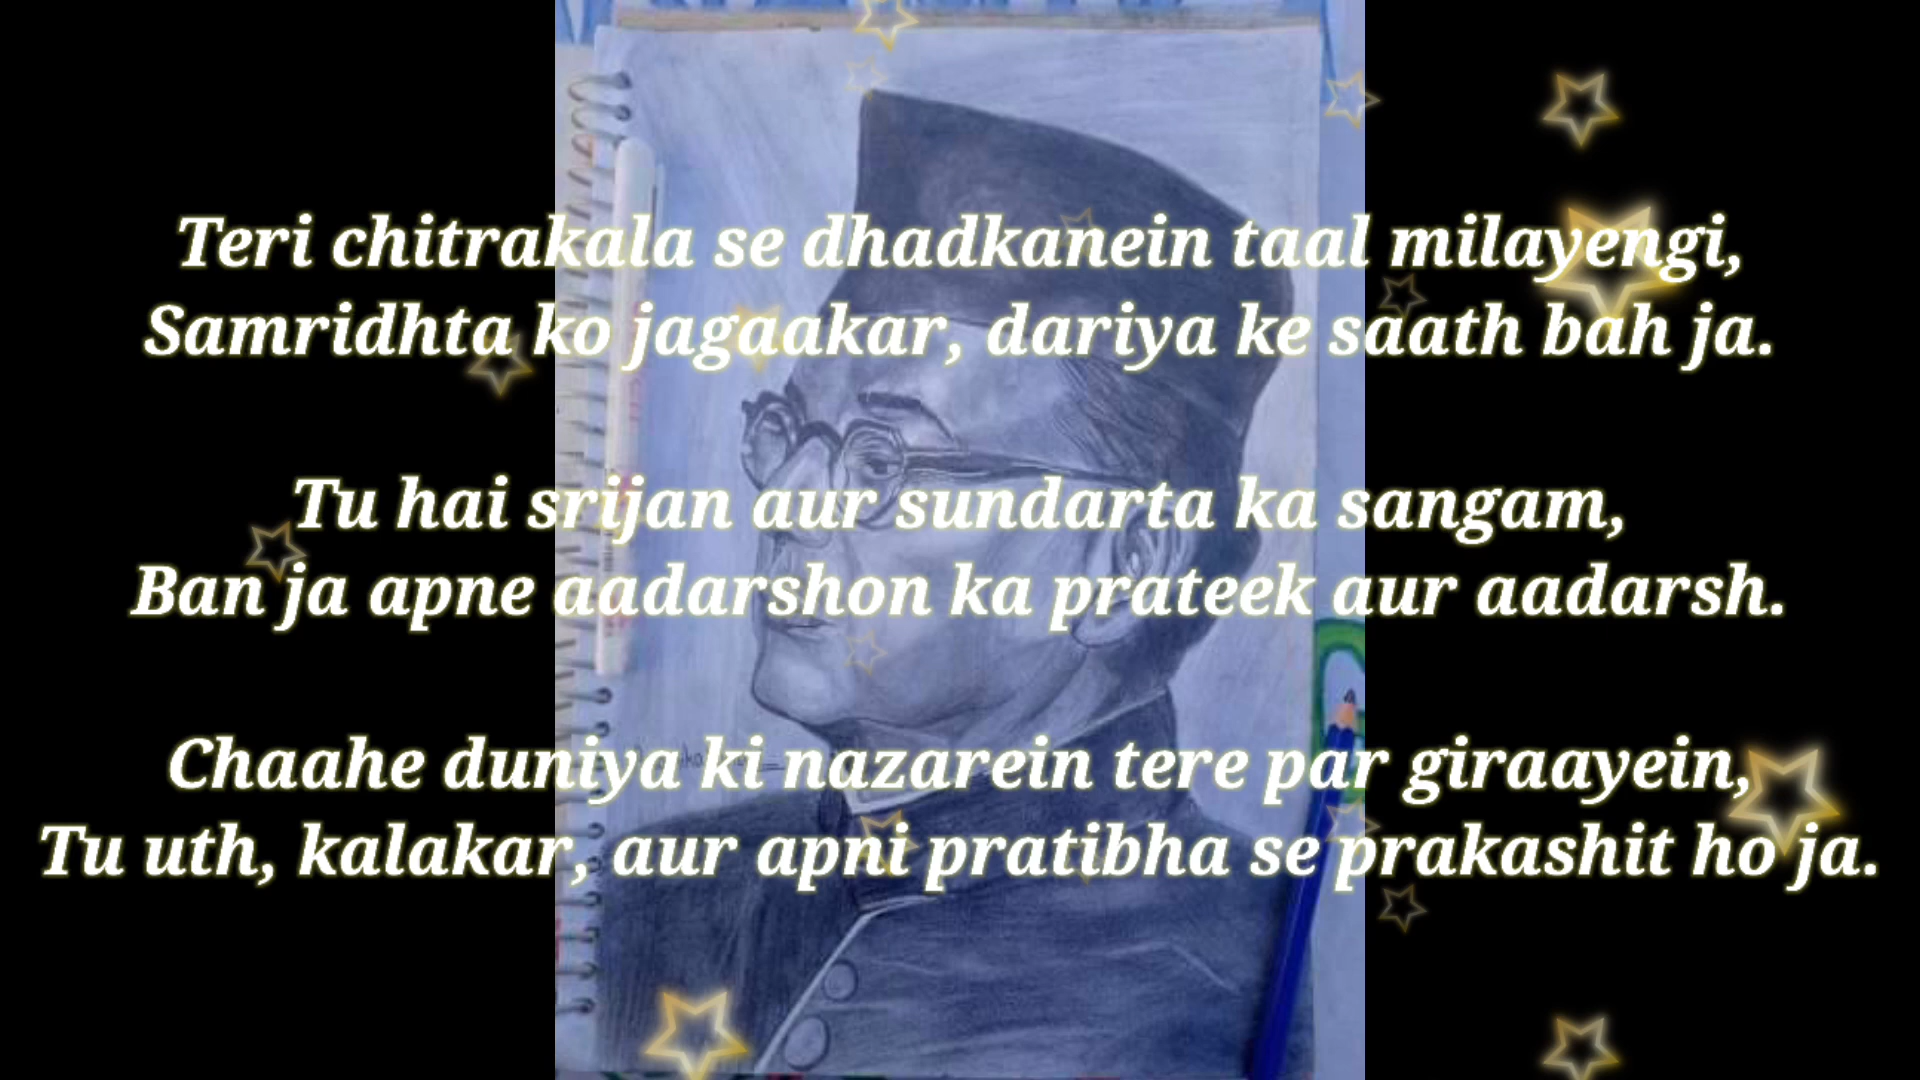 Teri chitrakala se dhadkanein taal milayengi,
Samridhta ko jagaakar, dariya ke saath bah ja.
Tu hai srijan aur sundarta ka sangam,
Ban ja apne aadarshon ka prateek aur aadarsh.
Chaahe duniya ki nazarein tere par giraayein,
Tu uth, kalakar, aur apni pratibha se prakashit ho ja.